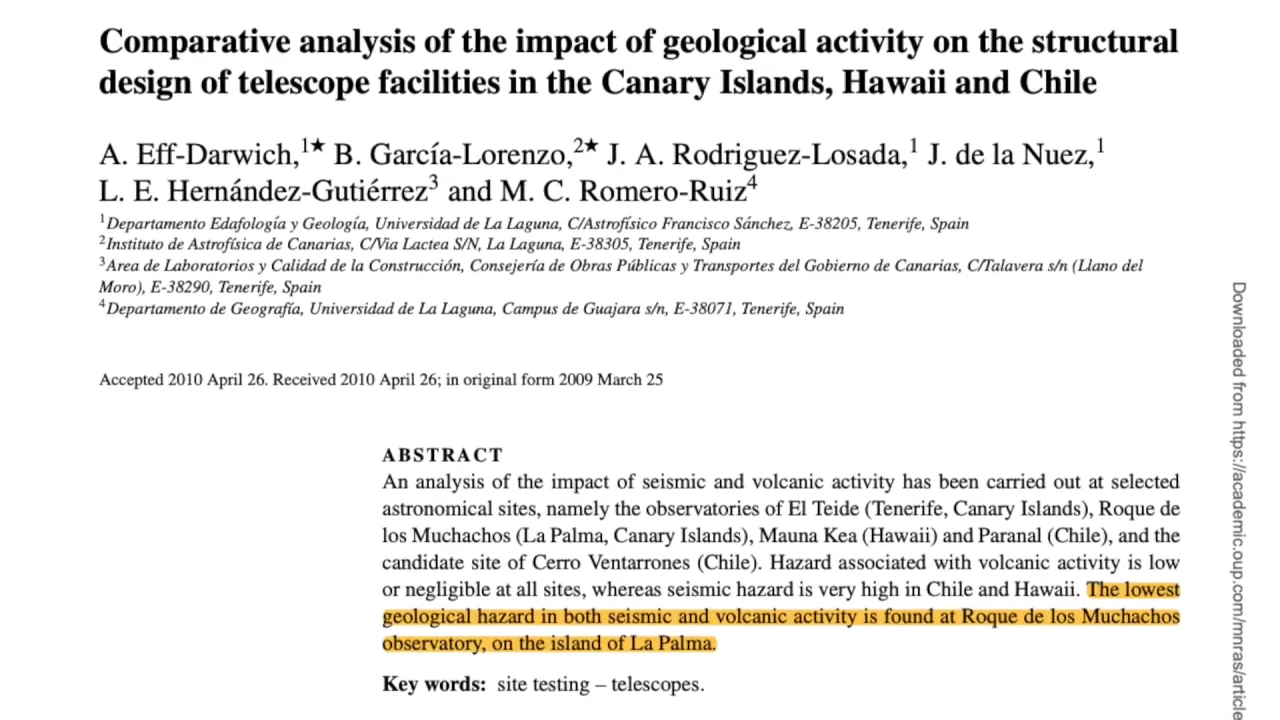 Comparative analysis of the impact of geological activity on the structural
design of telescope facilities in the Canary Islands, Hawaii and Chile
A. Eff-Darwich,1★ B. García-Lorenzo,2★ J. A. Rodriguez-Losada,1 J. de la Nuez,1
L. E. Hernández-Gutiérrez3 and M. C. Romero-Ruiz4
1Departamento Edafología y Geología, Universidad de La Laguna, C/Astrofísico Francisco Sánchez, E-38205, Tenerife, Spain
2Instituto de Astrofísica de Canarias, C/Via Lactea S/N, La Laguna, E-38305, Tenerife, Spain
3Area de Laboratorios y Calidad de la Construcción, Consejería de Obras Públicas y Transportes del Gobierno de Canarias, C/Talavera s/n (Llano del
Moro), E-38290, Tenerife, Spain
4Departamento de Geografía, Universidad de La Laguna, Campus de Guajara s/n, E-38071, Tenerife, Spain
Accepted 2010 April 26. Received 2010 April 26; in original form 2009 March 25
ABSTRACT
An analysis of the impact of seismic and volcanic activity has been carried out at selected
astronomical sites, namely the observatories of El Teide (Tenerife, Canary Islands), Roque de
los Muchachos (La Palma, Canary Islands), Mauna Kea (Hawaii) and Paranal (Chile), and the
candidate site of Cerro Ventarrones (Chile). Hazard associated with volcanic activity is low
or negligible at all sites, whereas seismic hazard is very high in Chile and Hawaii. The lowest
geological hazard in both seismic and volcanic activity is found at Roque de los Muchachos
observatory, on the island of La Palma.
Key words: site testing – telescopes.
Downloaded from https://academic.oup.com/mnras/article